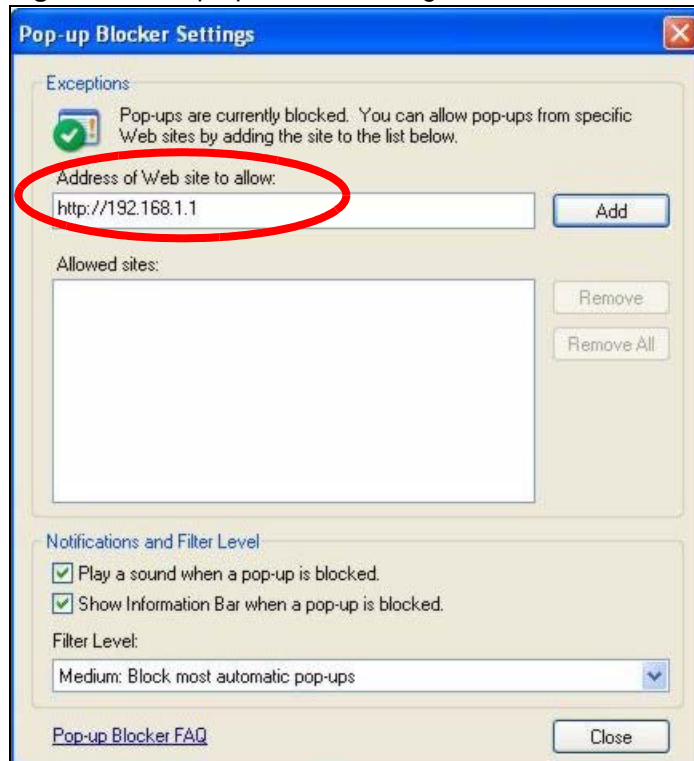 Pop-up Blocker Settings
Exceptions
Pop-ups are currently blocked. You can allow pop-ups from specific
Web sites by adding the site to the list below.
Address of Web site to allow:
http://192.168.1.1
Add
Allowed sites:
Remove
Remove All
Notifications and Filter Level
Play a sound when a pop-up is blocked.
Show Information Bar when a pop-up is blocked.
Filter Level:
Medium: Block most automatic pop-ups
Pop-up Blocker FAQ
Close